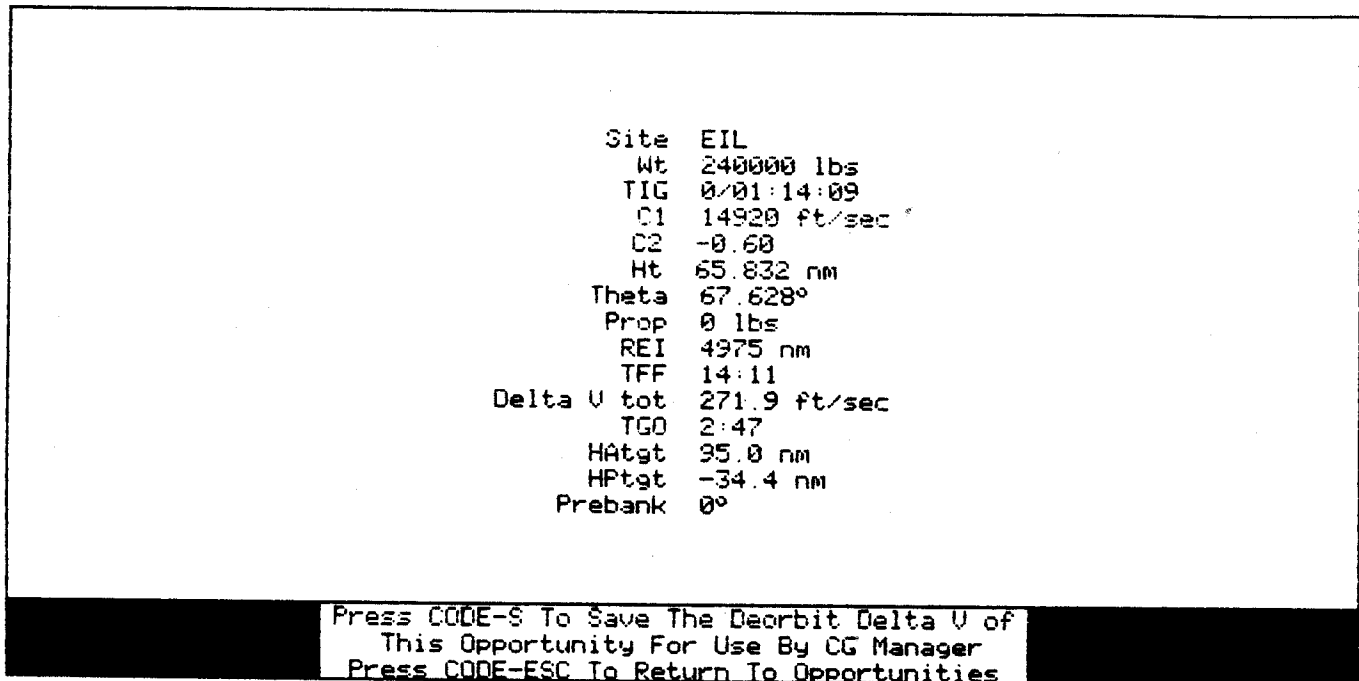 Site EIL
Wt 240000 lbs
TIG 0/01:14:09
C1 14920 ft/sec
C2 -0.60
Ht 65.832 nm
Theta 67.628°
Prop 0 lbs
REI 4975 nm
TFF 14:11
Delta V tot 271.9 ft/sec
TGO 2:47
HAtgt 95.0 nm
HPtgt -34.4 nm
Prebank 0°
Press CODE-S To Save The Deorbit Delta V of
This Opportunity For Use By CG Manager
Press CODE-ESC To Return To Opportunities